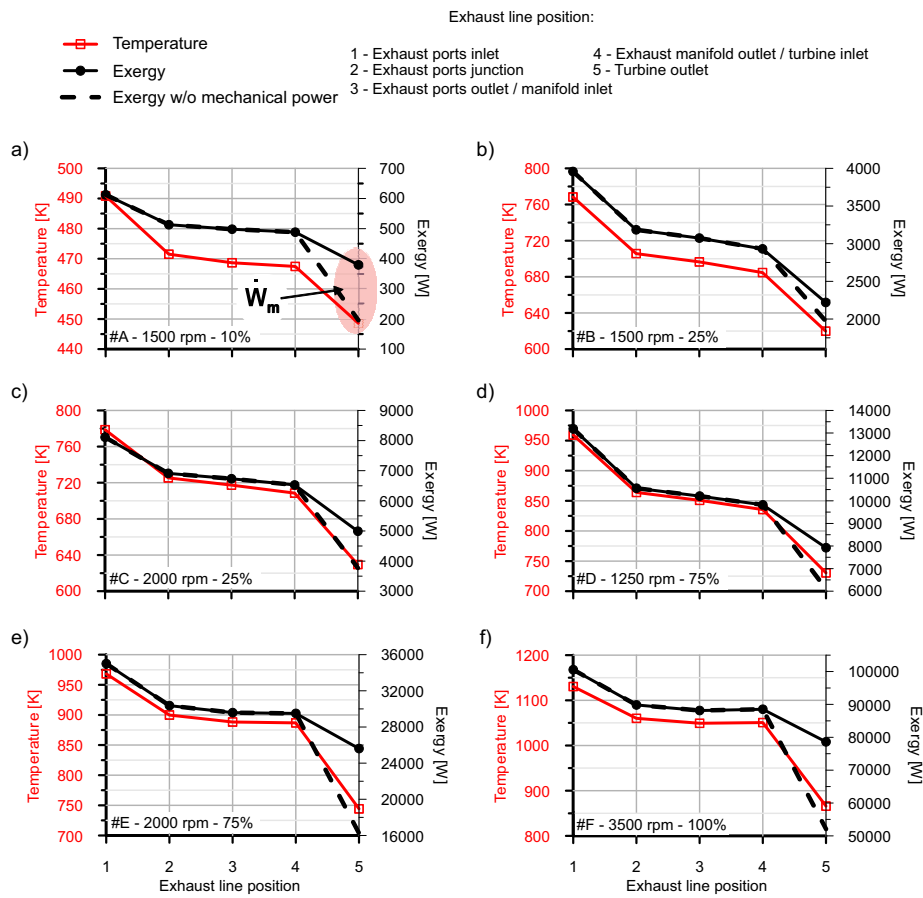 Exhaust line position:
Temperature
Exergy
Exergy w/o mechanical power
1 - Exhaust ports inlet
2 - Exhaust ports junction
3 - Exhaust ports outlet / manifold inlet
4 - Exhaust manifold outlet / turbine inlet
5 - Turbine outlet
a)
Temperature [K]
500
490
480
470
460
450
440
700
600
500
400
300
200
100
Exergy [W]
Ẇm
#A - 1500 rpm - 10%
b)
Temperature [K]
800
760
720
680
640
600
4000
3500
3000
2500
2000
Exergy [W]
#B - 1500 rpm - 25%
c)
Temperature [K]
800
760
720
680
640
600
9000
8000
7000
6000
5000
4000
3000
Exergy [W]
#C - 2000 rpm - 25%
d)
Temperature [K]
1000
950
900
850
800
750
700
14000
13000
12000
11000
10000
9000
8000
7000
6000
Exergy [W]
#D - 1250 rpm - 75%
e)
Temperature [K]
1000
950
900
850
800
750
700
36000
32000
28000
24000
20000
16000
Exergy [W]
#E - 2000 rpm - 75%
1 2 3 4 5
Exhaust line position
f)
Temperature [K]
1200
1100
1000
900
800
100000
90000
80000
70000
60000
50000
Exergy [W]
#F - 3500 rpm - 100%
1 2 3 4 5
Exhaust line position